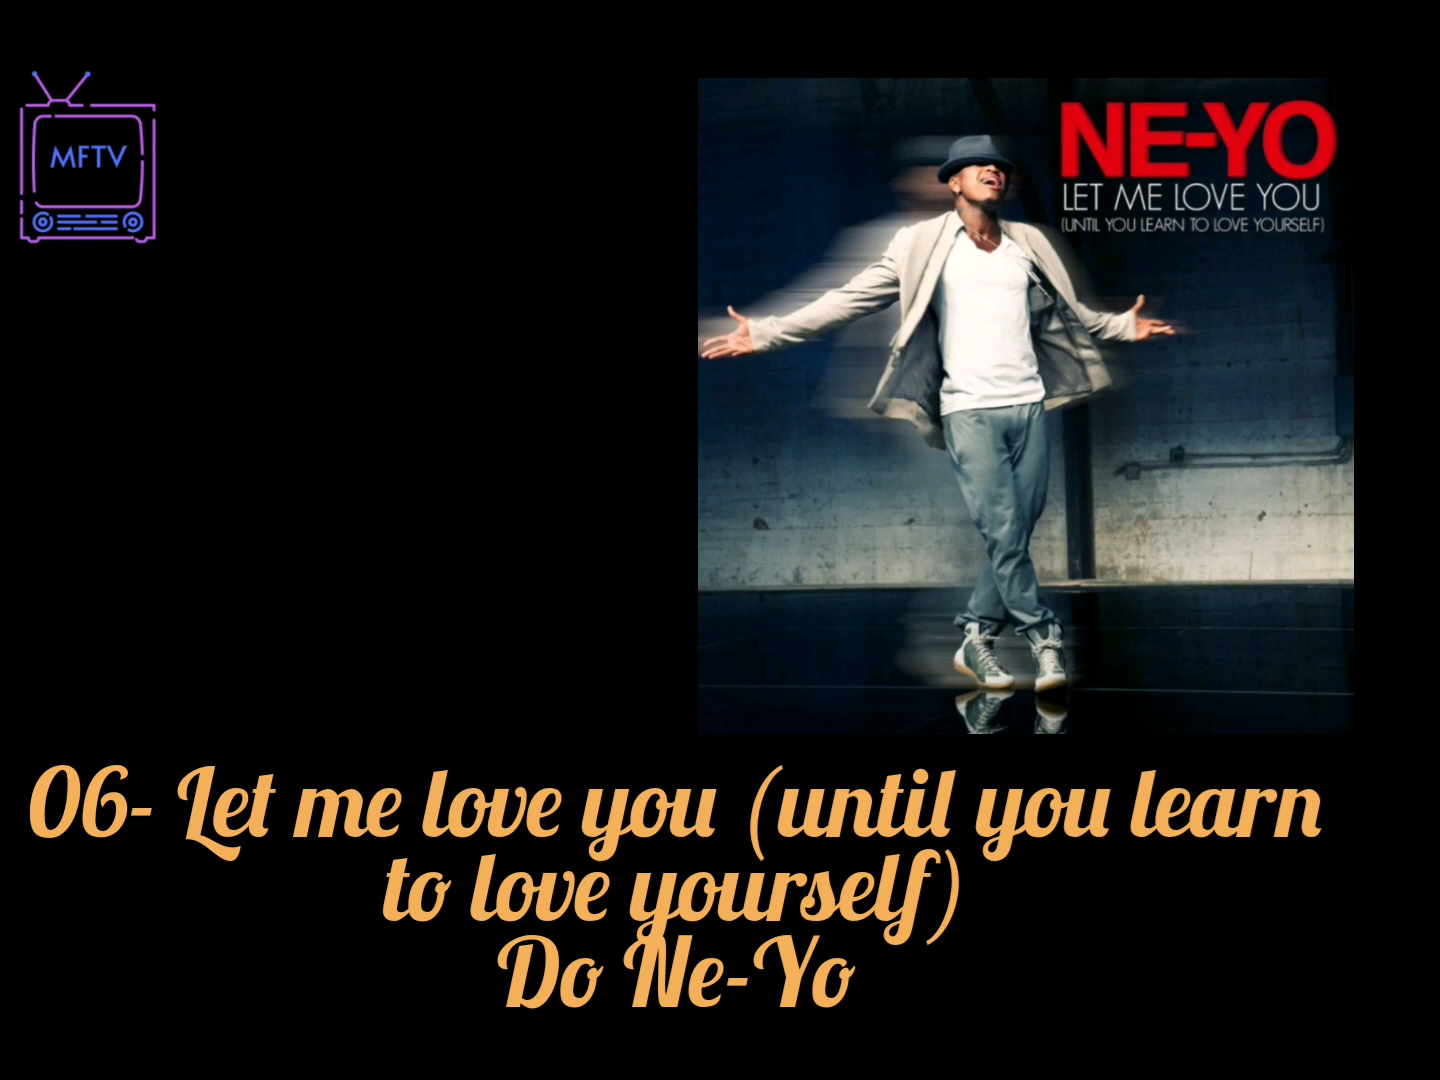 MFTV
NE-YO
LET ME LOVE YOU
(UNTIL YOU LEARN TO LOVE YOURSELF)
06- Let me love you (until you learn
to love yourself)
Do Ne-Yo